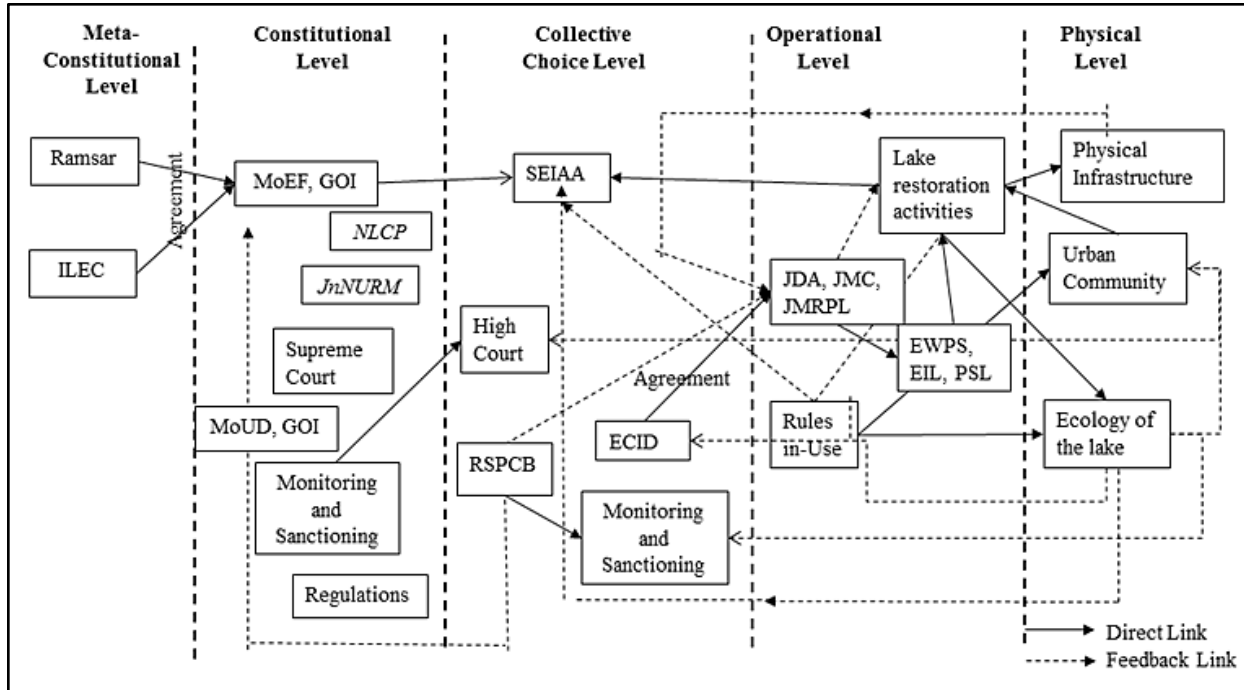 Meta-
Constitutional
Level
Constitutional
Level
Collective
Choice Level
Operational
Level
Physical
Level
Ramsar
ILEC
Agreement
MoEF, GOI
NLCP
JnNURM
Supreme
Court
MoUD, GOI
Monitoring
and
Sanctioning
Regulations
SEIAA
High
Court
Agreement
ECID
RSPCB
Monitoring
and
Sanctioning
Lake
restoration
activities
JDA, JMC,
JMRPL
EWPS,
EIL, PSL
Rules
in-Use
Physical
Infrastructure
Urban
Community
Ecology of
the lake
Direct Link
Feedback Link